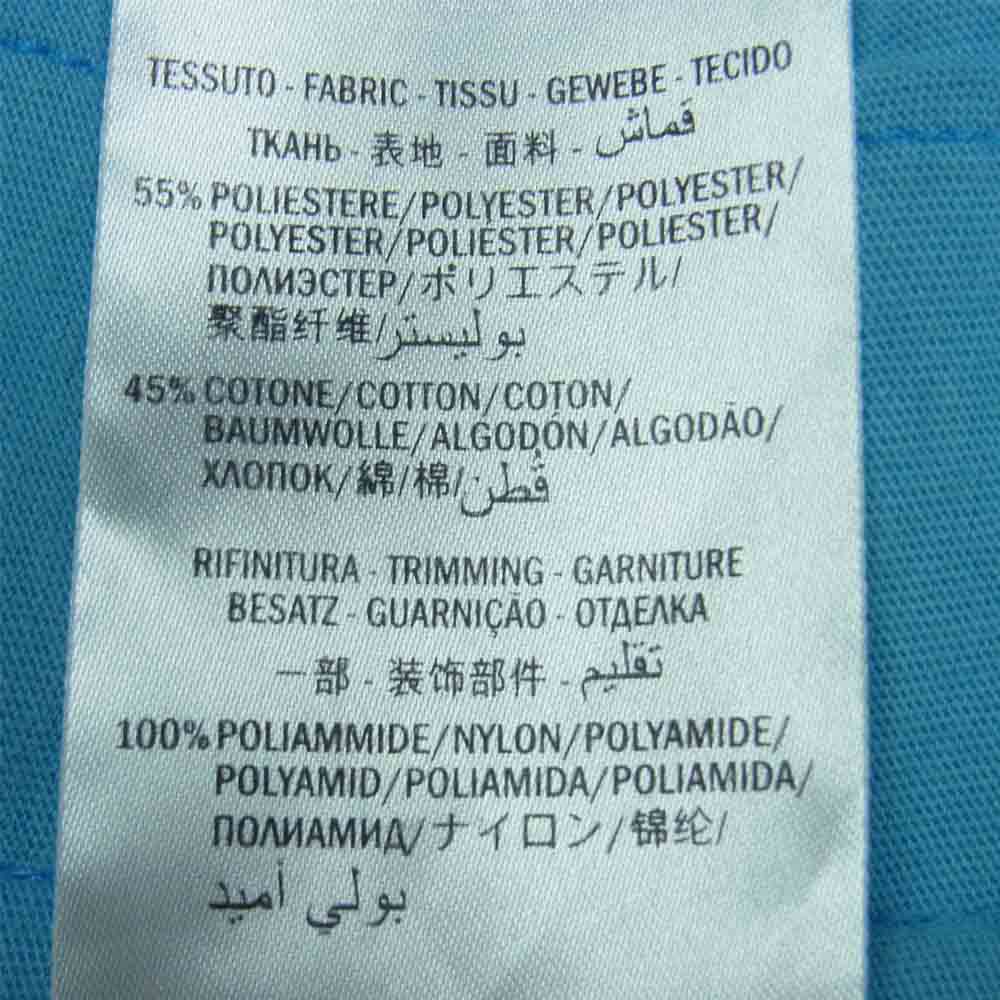 TESSUTO - FABRIC - TISSU - GEWEBE - TECIDO
ТКАНЬ - 表地 - 面料 - قماش
55% POLIESTERE/POLYESTER/POLYESTER/
POLYESTER/POLIESTER/POLIESTER/
ПОЛИЭСТЕР/ポリエステル/
聚酯纤维/بوليستر
45% COTONE/COTTON/COTON/
BAUMWOLLE/ALGODÓN/ALGODÃO/
ХЛОПОК/綿/棉/قطن
RIFINITURA - TRIMMING - GARNITURE
BESATZ - GUARNIÇÃO - ОТДЕЛКА
一部 - 装饰部件 - تقليم
100% POLIAMMIDE/NYLON/POLYAMIDE/
POLYAMID/POLIAMIDA/POLIAMIDA/
ПОЛИАМИД/ナイロン/锦纶/
بولي أميد